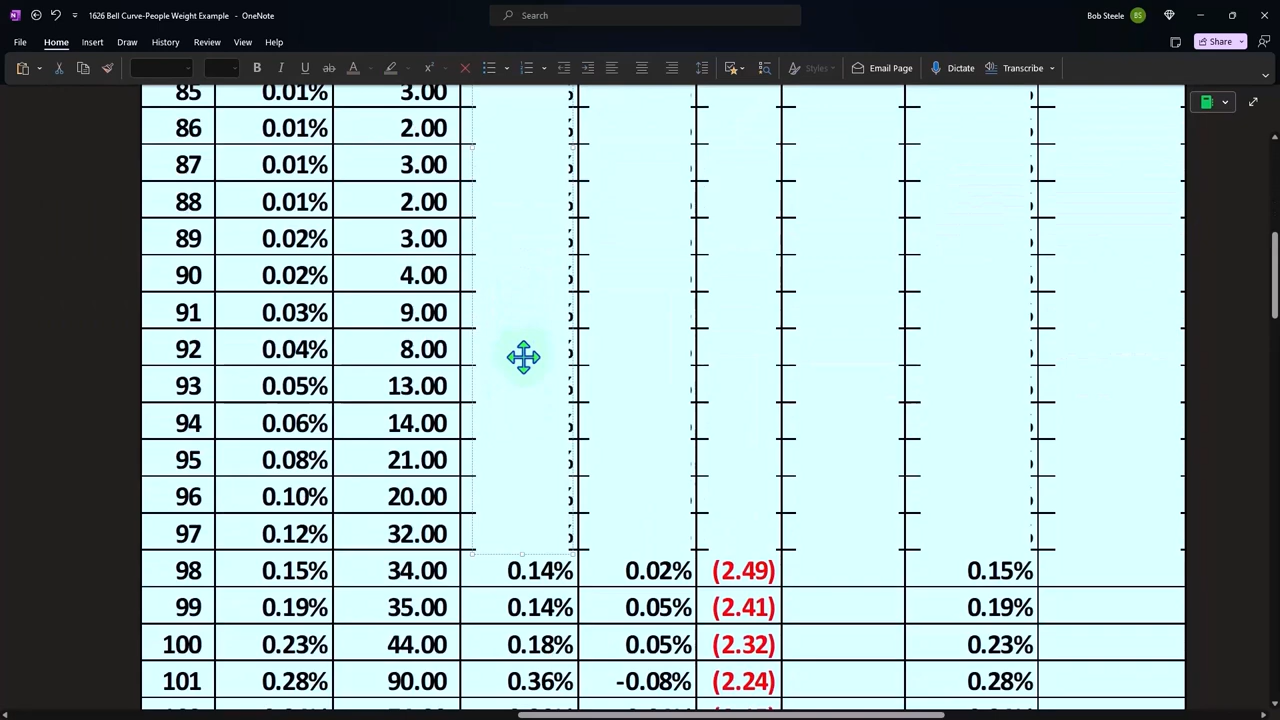 1626 Bell Curve-People Weight Example - OneNote
Search
Bob Steele BS
File Home Insert Draw History Review View Help
Share
B I U ab A x Styles Email Page Dictate Transcribe
85 0.01% 3.00
86 0.01% 2.00
87 0.01% 3.00
88 0.01% 2.00
89 0.02% 3.00
90 0.02% 4.00
91 0.03% 9.00
92 0.04% 8.00
93 0.05% 13.00
94 0.06% 14.00
95 0.08% 21.00
96 0.10% 20.00
97 0.12% 32.00
98 0.15% 34.00 0.14% 0.02% (2.49) 0.15%
99 0.19% 35.00 0.14% 0.05% (2.41) 0.19%
100 0.23% 44.00 0.18% 0.05% (2.32) 0.23%
101 0.28% 90.00 0.36% -0.08% (2.24) 0.28%